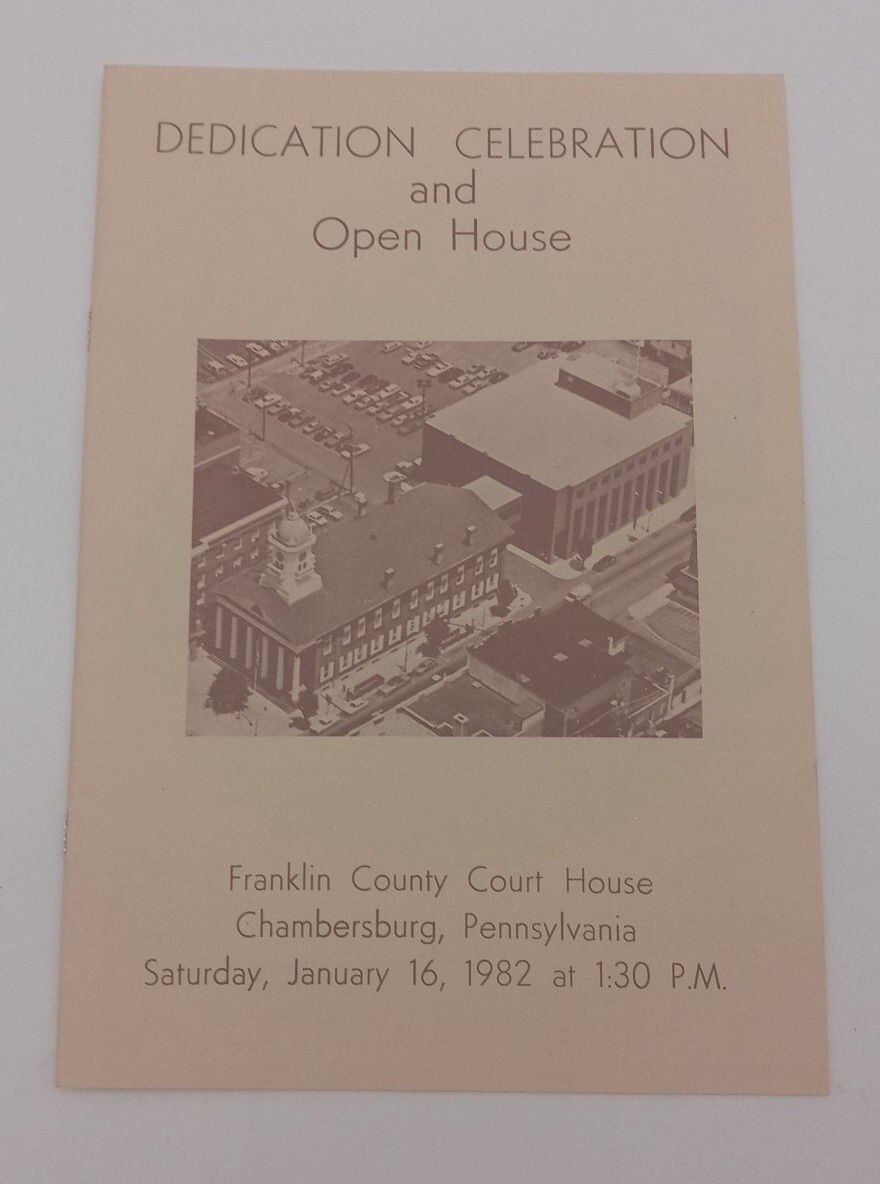 DEDICATION CELEBRATION
and
Open House
Franklin County Court House
Chambersburg, Pennsylvania
Saturday, January 16, 1982 at 1:30 P.M.